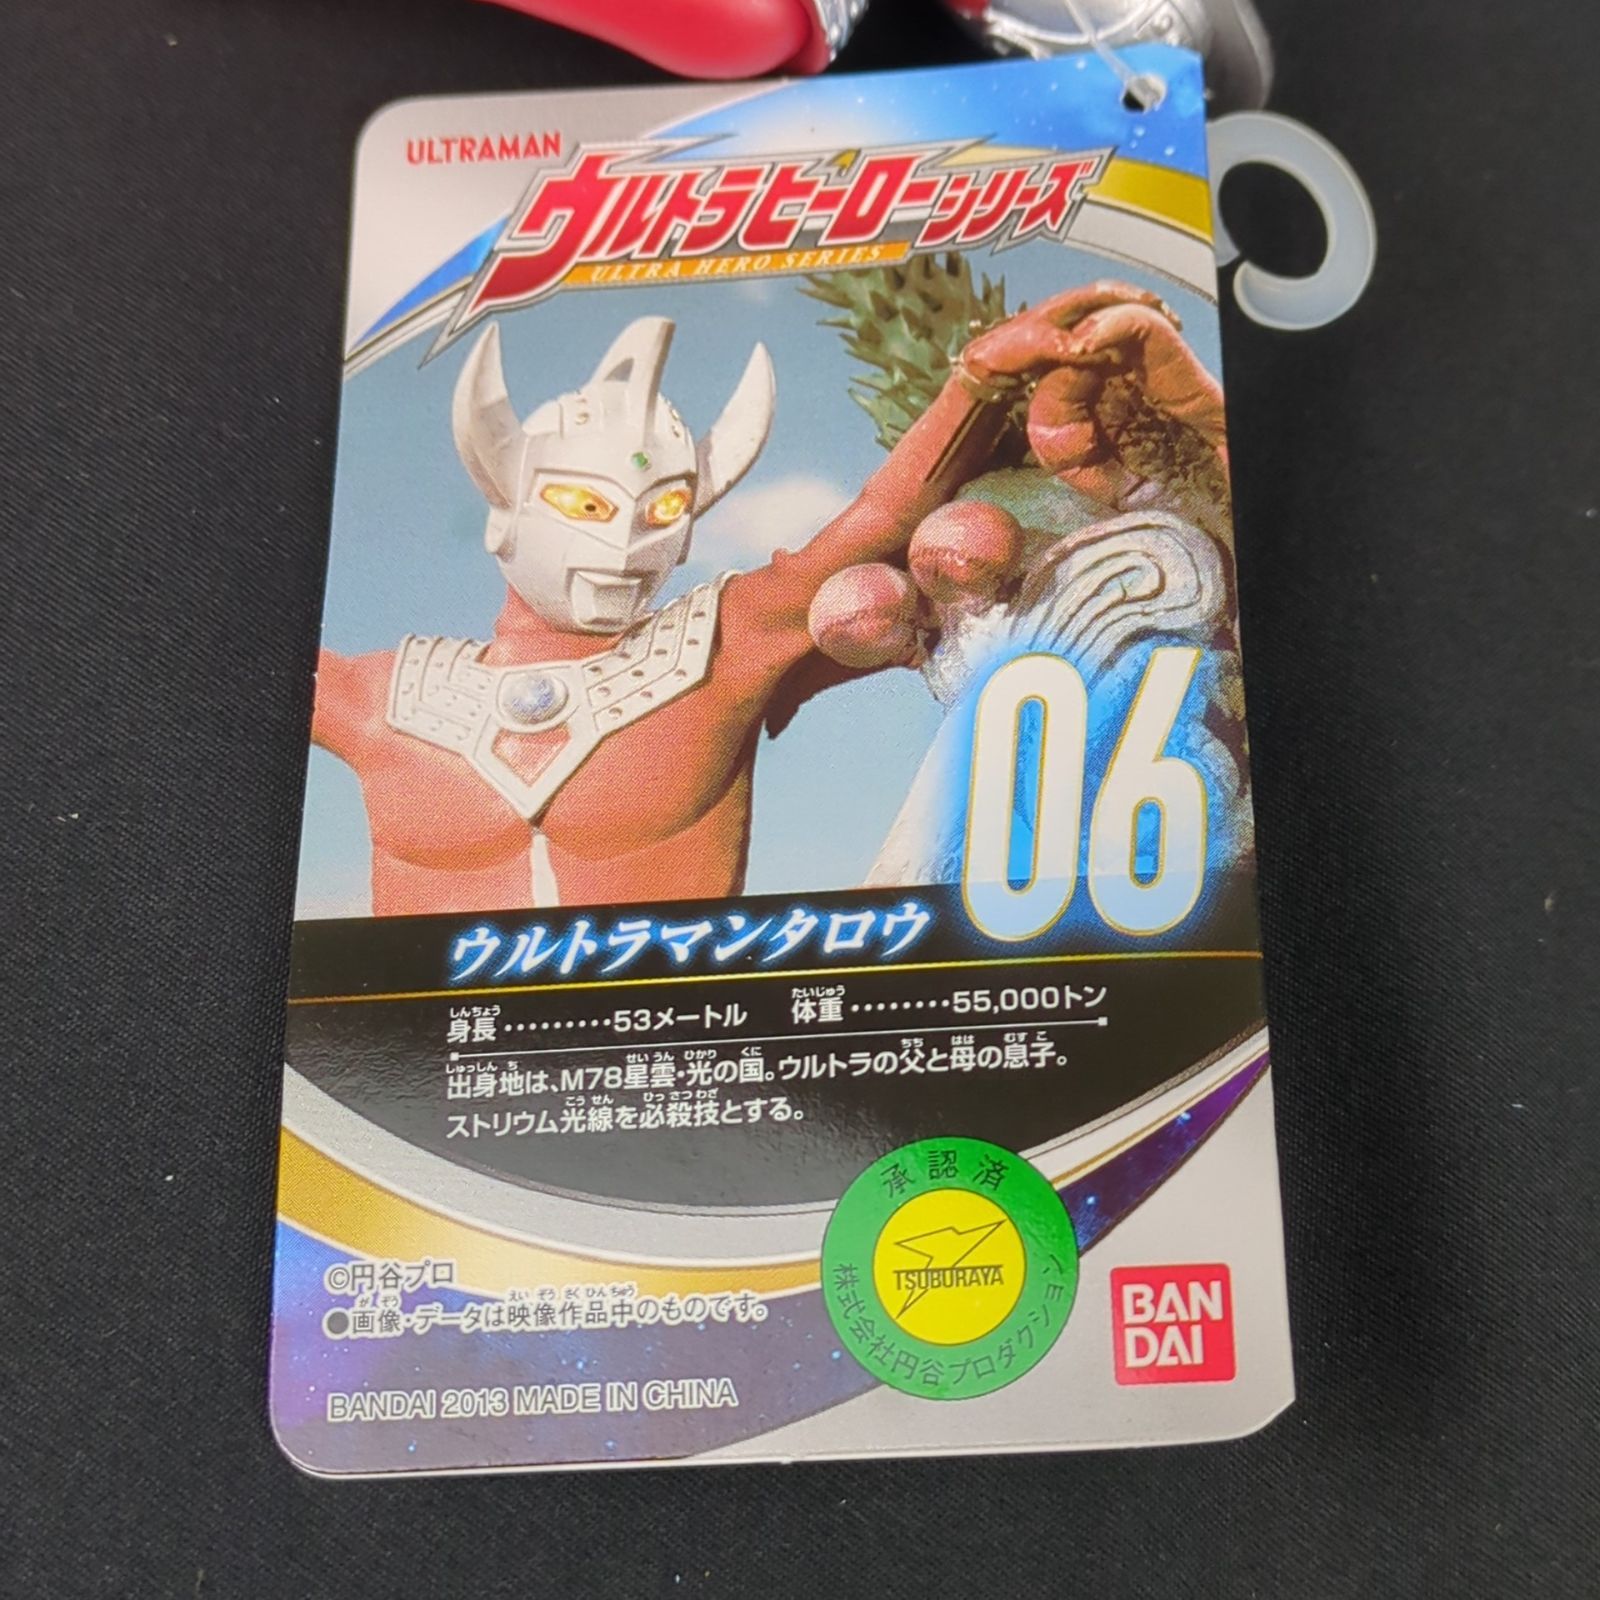 ULTRAMAN
ウルトラヒーローシリーズ
ULTRA HERO SERIES
06
ウルトラマンタロウ
身長·········53メートル 体重········55,000トン
出身地は、M78星雲・光の国。ウルトラの父と母の息子。
ストリウム光線を必殺技とする。
承認済
TSUBURAYA
株式会社円谷プロダクション
©円谷プロ
●画像・データは映像作品中のものです。
BANDAI 2013 MADE IN CHINA
BAN
DAI